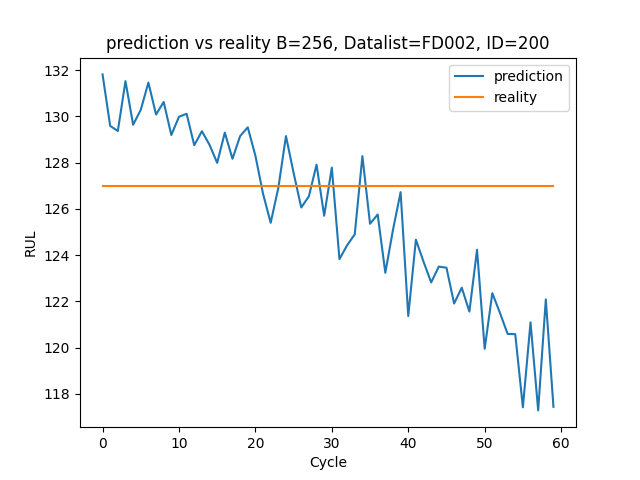 prediction vs reality B=256, Datalist=FD002, ID=200
prediction
reality
132
130
128
126
124
122
120
118
RUL
0 10 20 30 40 50 60
Cycle